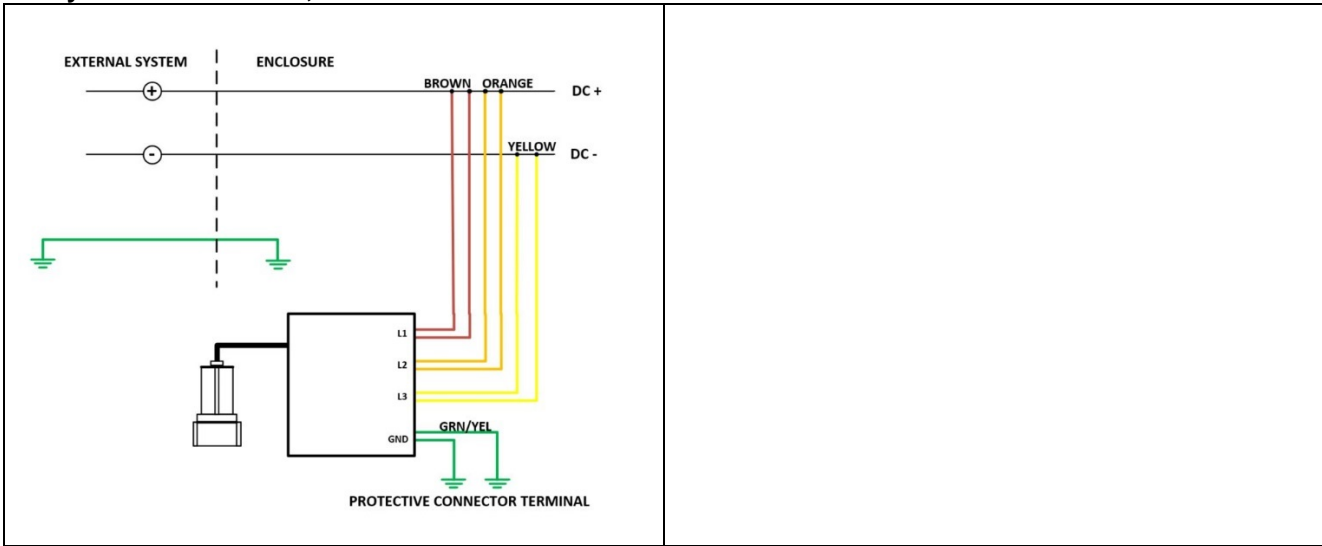 EXTERNAL SYSTEM ENCLOSURE
BROWN ORANGE
+ DC +
YELLOW
- DC -
L1
L2
L3
GRN/YEL
GND
PROTECTIVE CONNECTOR TERMINAL